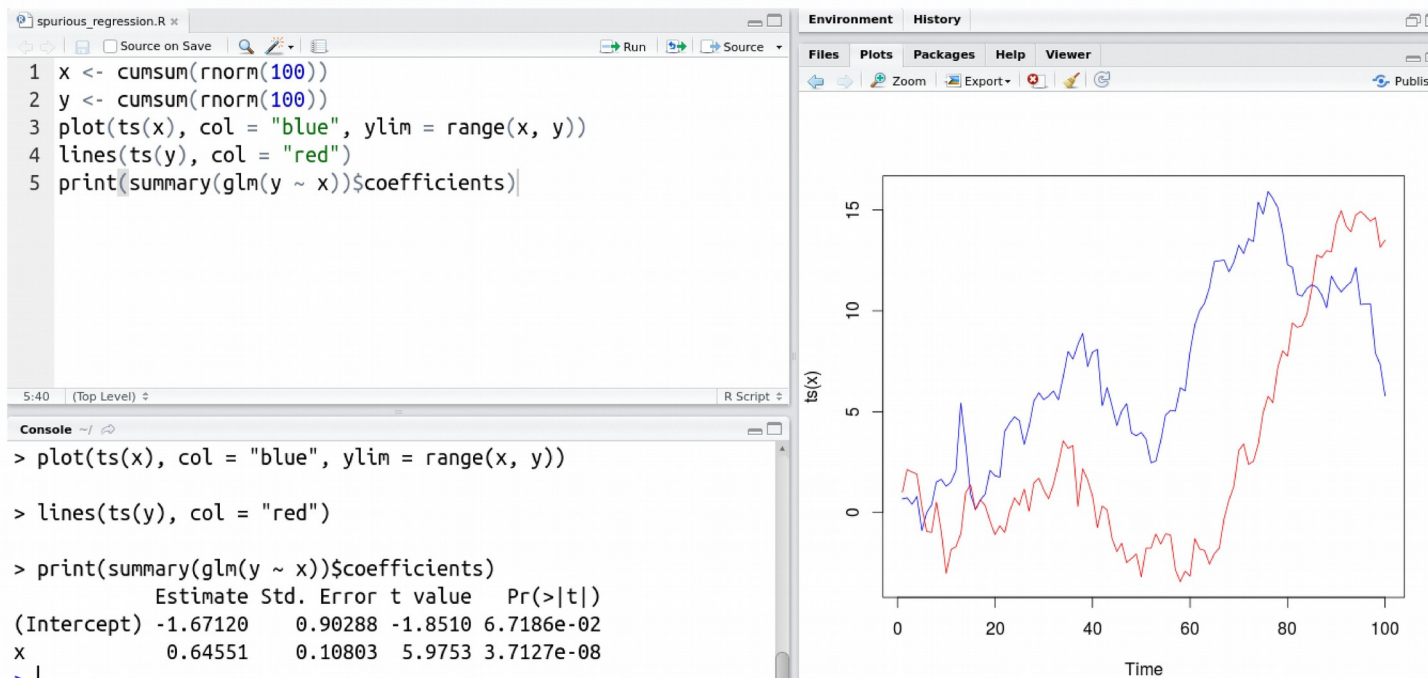 spurious_regression.R
Source on Save
Run
Source
1 x <- cumsum(rnorm(100))
2 y <- cumsum(rnorm(100))
3 plot(ts(x), col = "blue", ylim = range(x, y))
4 lines(ts(y), col = "red")
5 print(summary(glm(y ~ x))$coefficients)
5:40 (Top Level) R Script
Console ~/
> plot(ts(x), col = "blue", ylim = range(x, y))
> lines(ts(y), col = "red")
> print(summary(glm(y ~ x))$coefficients)
Estimate Std. Error t value Pr(>|t|)
(Intercept) -1.67120 0.90288 -1.8510 6.7186e-02
x 0.64551 0.10803 5.9753 3.7127e-08
>
Environment History
Files Plots Packages Help Viewer
Zoom Export Publis
ts(x)
15
10
5
0
0 20 40 60 80 100
Time